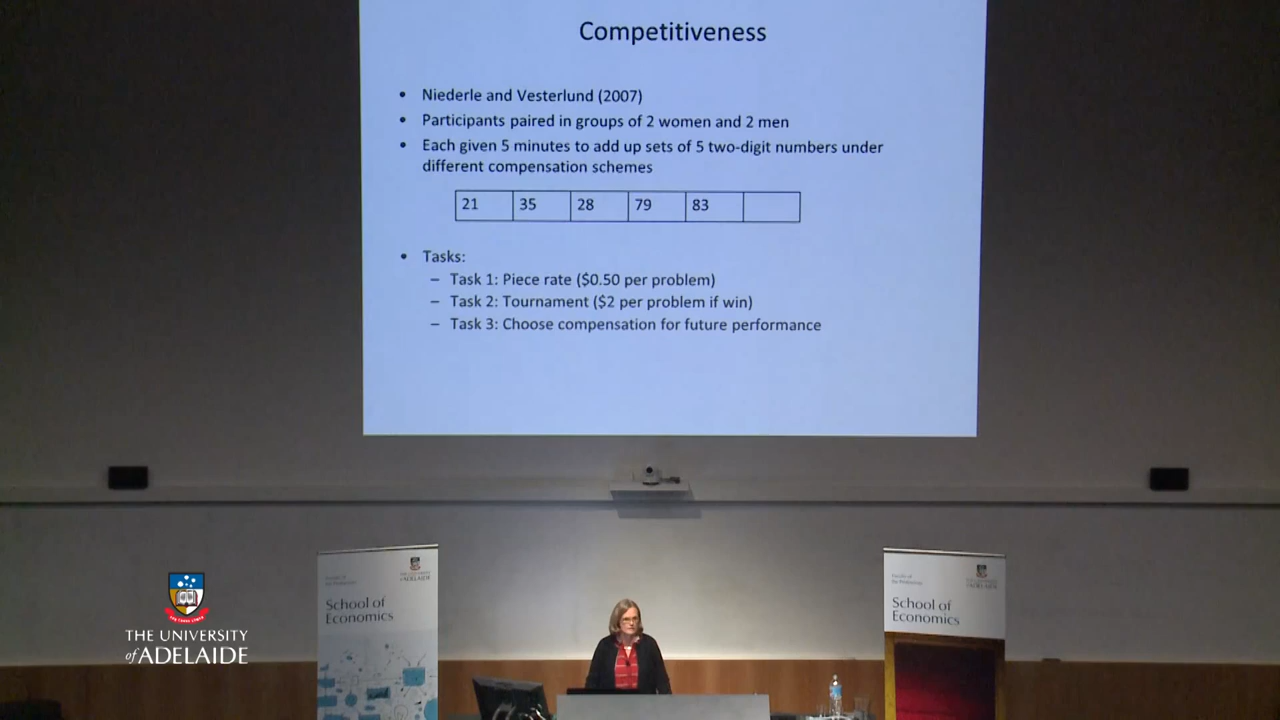 Competitiveness
• Niederle and Vesterlund (2007)
• Participants paired in groups of 2 women and 2 men
• Each given 5 minutes to add up sets of 5 two-digit numbers under
different compensation schemes
21 35 28 79 83
• Tasks:
– Task 1: Piece rate ($0.50 per problem)
– Task 2: Tournament ($2 per problem if win)
– Task 3: Choose compensation for future performance
THE UNIVERSITY
of ADELAIDE
School of
Economics
ADELAIDE
School of
Economics